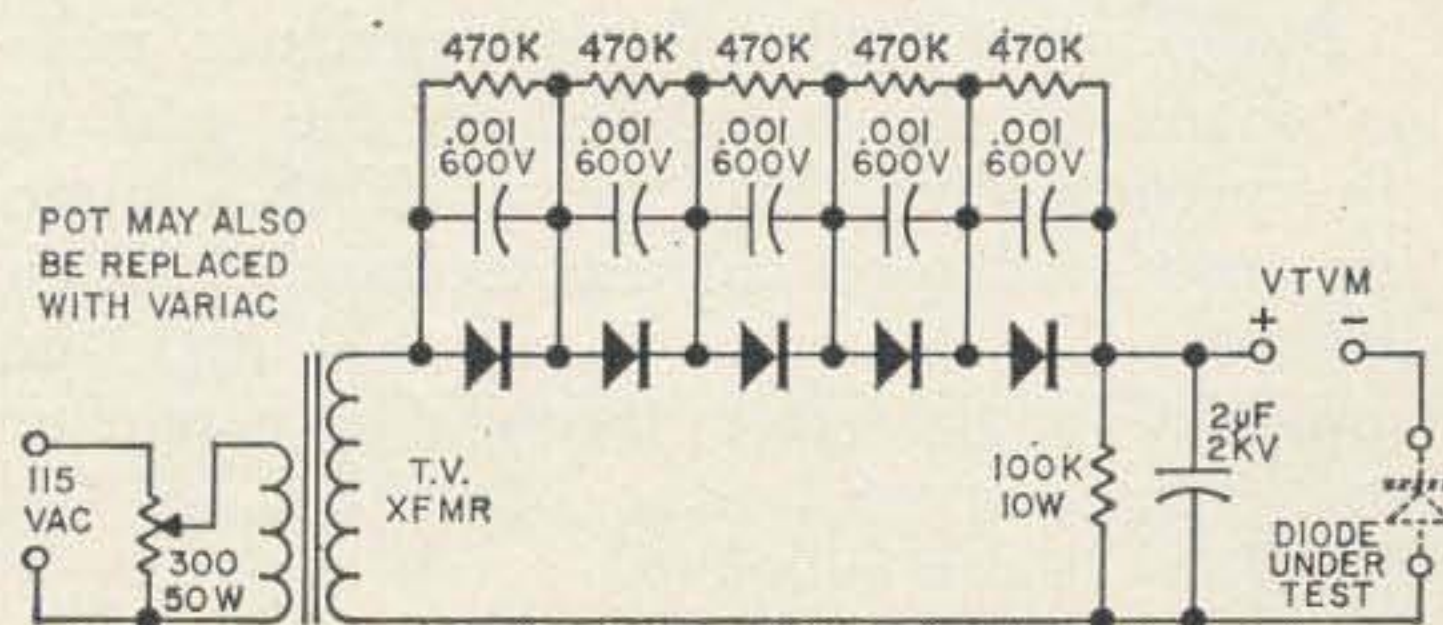 470K 470K 470K 470K 470K
.001 .001 .001 .001 .001
600V 600V 600V 600V 600V
POT MAY ALSO
BE REPLACED
WITH VARIAC
VTVM
+ −
115
VAC
300
50W
T.V.
XFMR
100K
10W
2µF
2KV
DIODE
UNDER
TEST